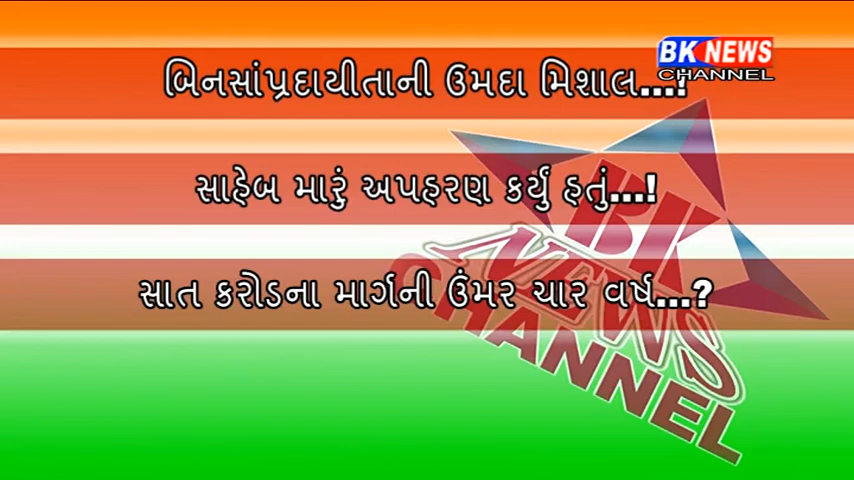 BK NEWS
CHANNEL
બિનસાંપ્રદાયીતાની ઉમદા મિશાલ...!
સાહેબ મારું અપહરણ કર્યું હતું...!
સાત કરોડના માર્ગની ઉંમર ચાર વર્ષ...?
BK
NEWS
CHANNEL